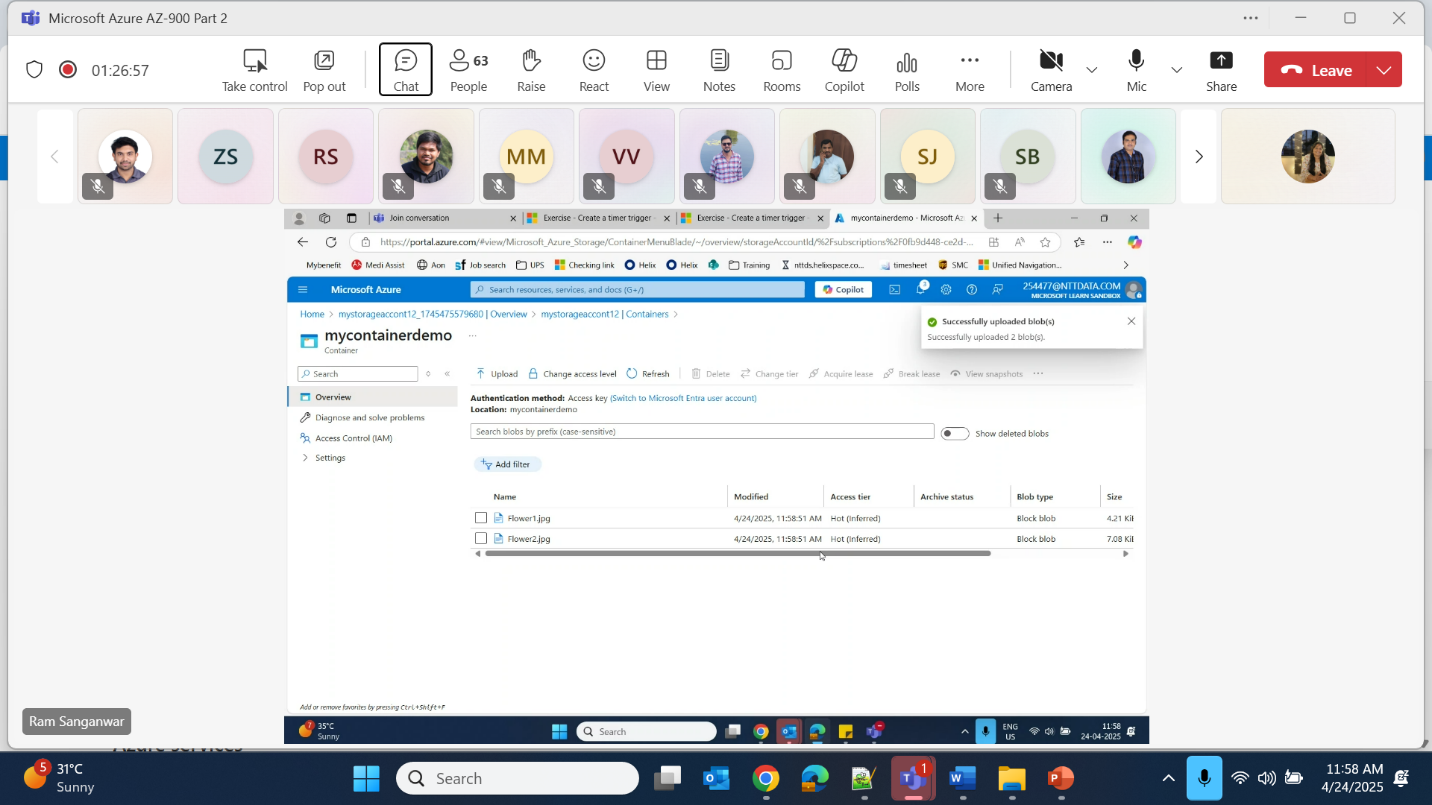 Microsoft Azure AZ-900 Part 2
01:26:57
Take control
Pop out
Chat
63
People
Raise
React
View
Notes
Rooms
Copilot
Polls
More
Camera
Mic
Share
Leave
ZS
RS
MM
VV
SJ
SB
Join conversation
Exercise - Create a timer trigger -
Exercise - Create a timer trigger -
mycontainerdemo - Microsoft Az
https://portal.azure.com/#view/Microsoft_Azure_Storage/ContainerMenuBlade/~/overview/storageAccountId/%2Fsubscriptions%2F0fb9d448-ce2d-...
Mybenefit
Medi Assist
Aon
Job search
UPS
Checking link
Helix
Helix
Training
nttds.helixspace.co...
timesheet
SMC
Unified Navigation...
Microsoft Azure
Search resources, services, and docs (G+/)
Copilot
3
254477@NTTDATA.COM
MICROSOFT LEARN SANDBOX
Home > mystorageaccont12_1745475579680 | Overview > mystorageaccont12 | Containers >
mycontainerdemo
Container
Successfully uploaded blob(s)
Successfully uploaded 2 blob(s).
Search
Upload
Change access level
Refresh
Delete
Change tier
Acquire lease
Break lease
View snapshots
Overview
Diagnose and solve problems
Access Control (IAM)
Settings
Authentication method: Access key (Switch to Microsoft Entra user account)
Location: mycontainerdemo
Search blobs by prefix (case-sensitive)
Show deleted blobs
Add filter
Name Modified Access tier Archive status Blob type Size
Flower1.jpg 4/24/2025, 11:58:51 AM Hot (Inferred) Block blob 4.21 Ki
Flower2.jpg 4/24/2025, 11:58:51 AM Hot (Inferred) Block blob 7.08 Ki
Add or remove favorites by pressing Ctrl+Shift+F
Ram Sanganwar
7
35°C
Sunny
Search
ENG
US
11:58
24-04-2025
Azure services
5
31°C
Sunny
Search
1
11:58 AM
4/24/2025